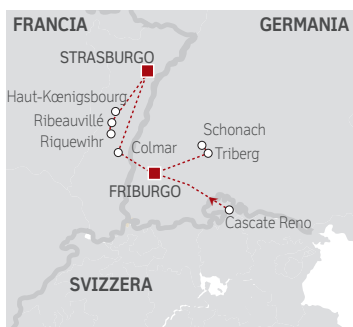 FRANCIA
GERMANIA
STRASBURGO
Haut-Kœnigsbourg
Ribeauvillé
Riquewihr
Colmar
Schonach
Triberg
FRIBURGO
Cascate Reno
SVIZZERA